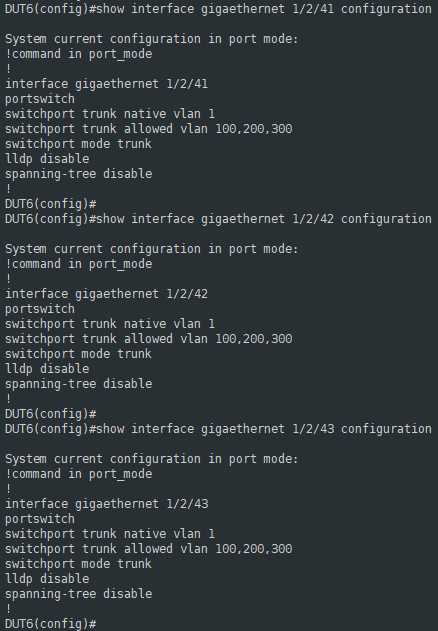 DUT6(config)#show interface gigaethernet 1/2/41 configuration
System current configuration in port mode:
!command in port_mode
!
interface gigaethernet 1/2/41
portswitch
switchport trunk native vlan 1
switchport trunk allowed vlan 100,200,300
switchport mode trunk
lldp disable
spanning-tree disable
!
DUT6(config)#
DUT6(config)#show interface gigaethernet 1/2/42 configuration
System current configuration in port mode:
!command in port_mode
!
interface gigaethernet 1/2/42
portswitch
switchport trunk native vlan 1
switchport trunk allowed vlan 100,200,300
switchport mode trunk
lldp disable
spanning-tree disable
!
DUT6(config)#
DUT6(config)#show interface gigaethernet 1/2/43 configuration
System current configuration in port mode:
!command in port_mode
!
interface gigaethernet 1/2/43
portswitch
switchport trunk native vlan 1
switchport trunk allowed vlan 100,200,300
switchport mode trunk
lldp disable
spanning-tree disable
!
DUT6(config)#